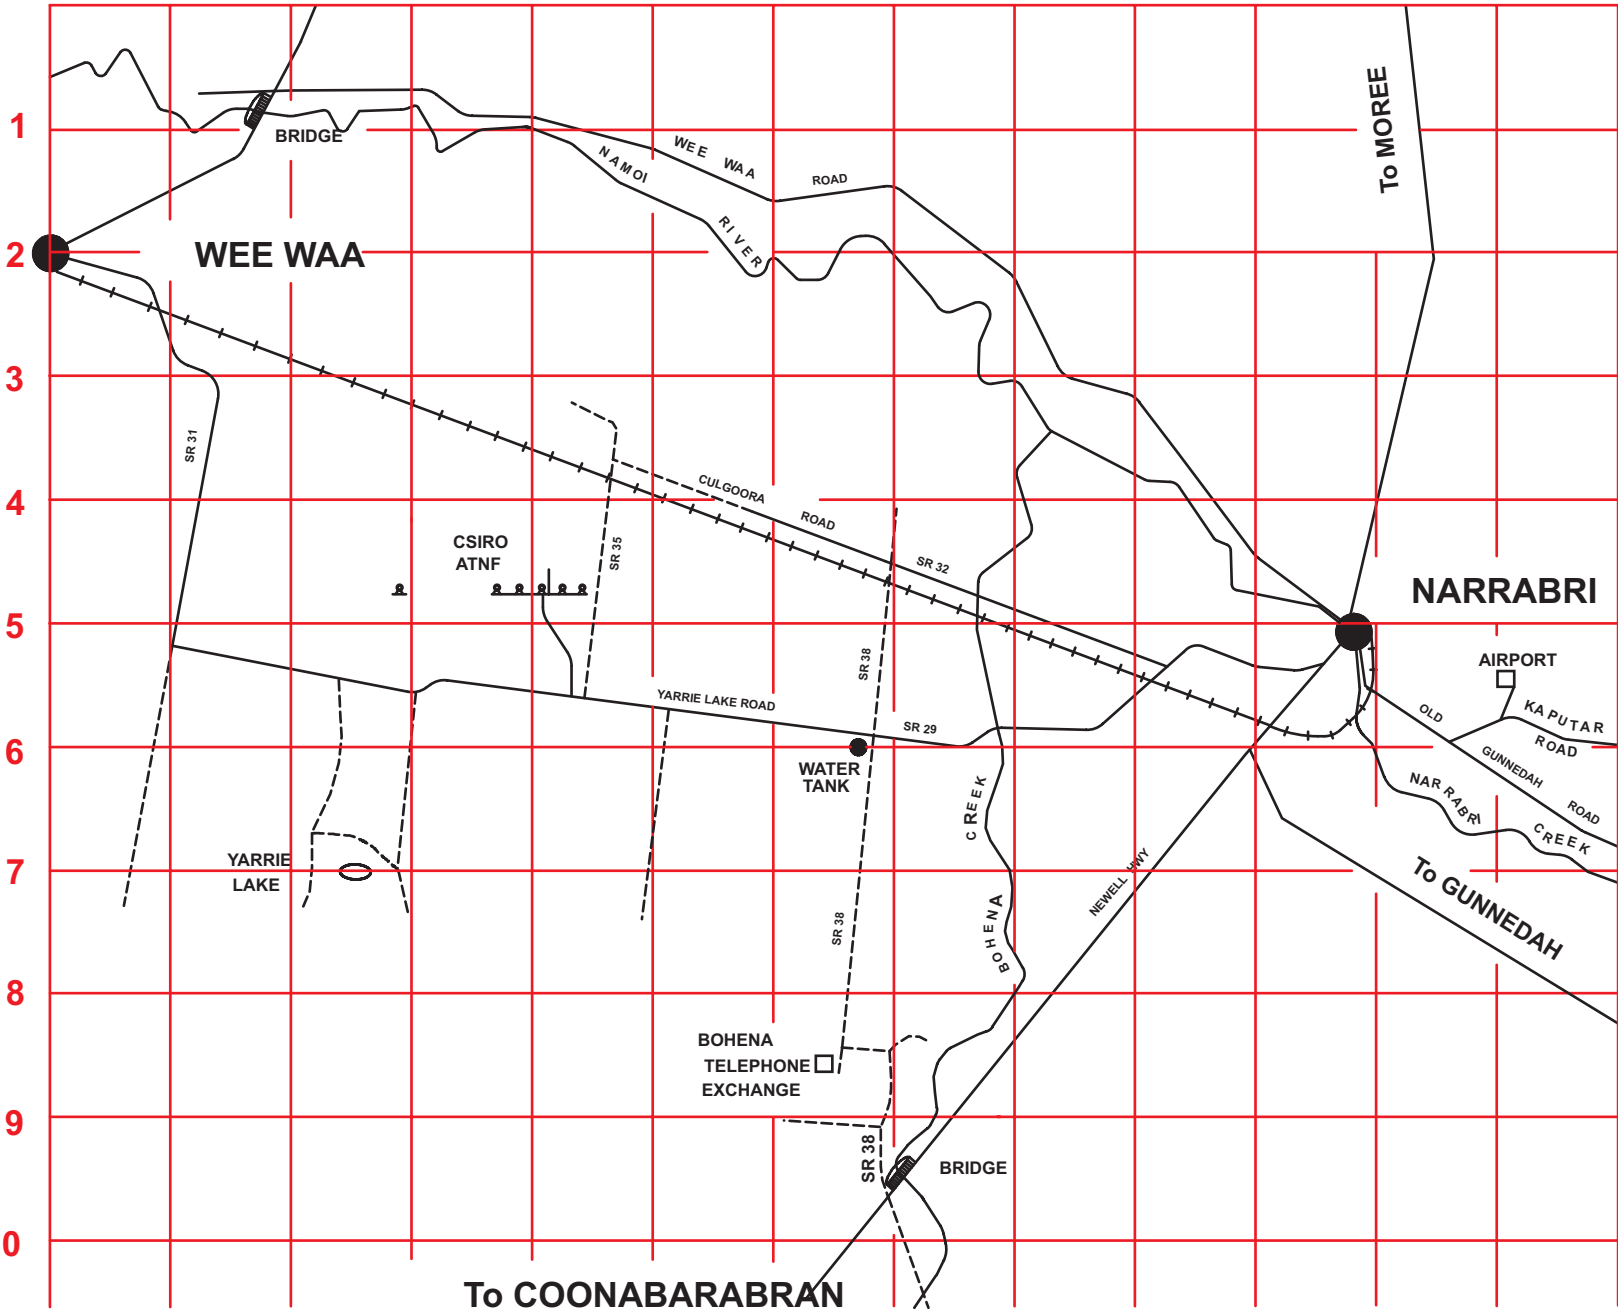 To MOREE
1
BRIDGE
WEE WAA ROAD
NAMOI RIVER
2
WEE WAA
3
SR 31
4
CULGOORA ROAD
CSIRO
ATNF
SR 35
SR 32
NARRABRI
5
AIRPORT
SR 38
YARRIE LAKE ROAD
SR 29
KAPUTAR
ROAD
OLD GUNNEDAH ROAD
6
WATER
TANK
NARRABRI CREEK
YARRIE
LAKE
7
NEWELL HWY
To GUNNEDAH
SR 38
BOHENA CREEK
8
BOHENA
TELEPHONE
EXCHANGE
9
SR 38
BRIDGE
0
To COONABARABRAN